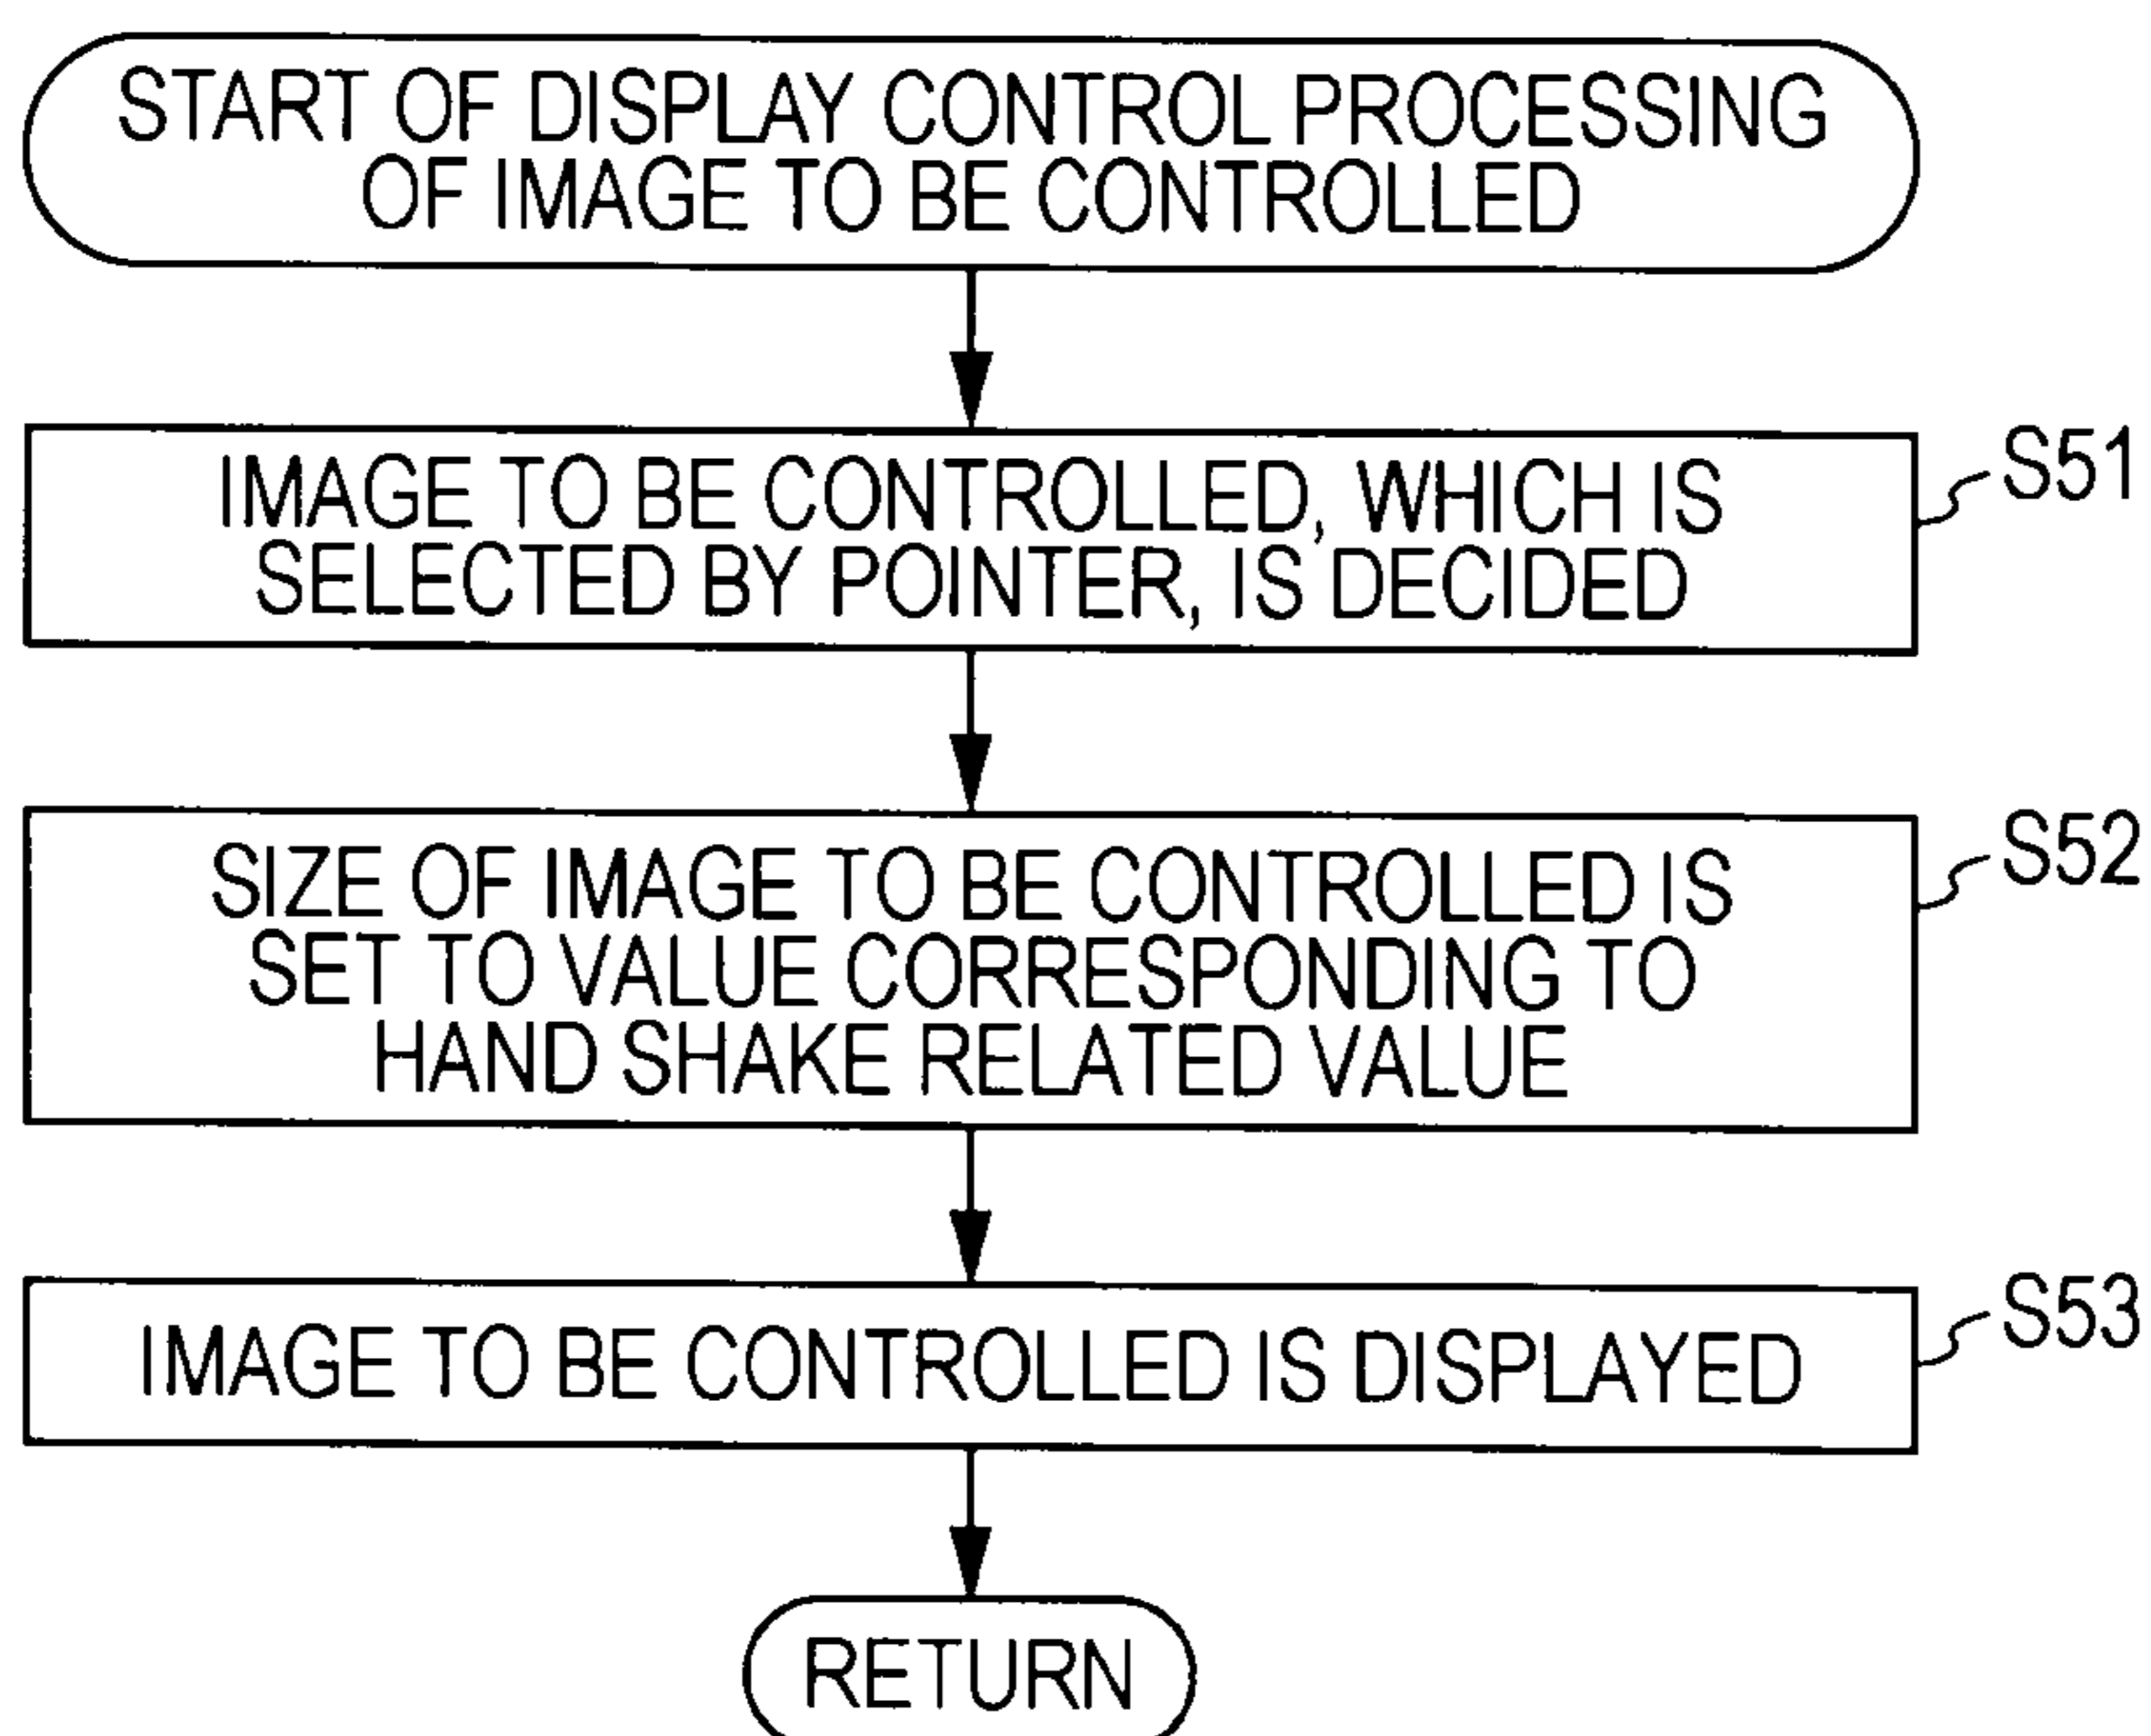 START OF DISPLAY CONTROL PROCESSING
OF IMAGE TO BE CONTROLLED
IMAGE TO BE CONTROLLED, WHICH IS
SELECTED BY POINTER, IS DECIDED
S51
SIZE OF IMAGE TO BE CONTROLLED IS
SET TO VALUE CORRESPONDING TO
HAND SHAKE RELATED VALUE
S52
IMAGE TO BE CONTROLLED IS DISPLAYED
S53
RETURN